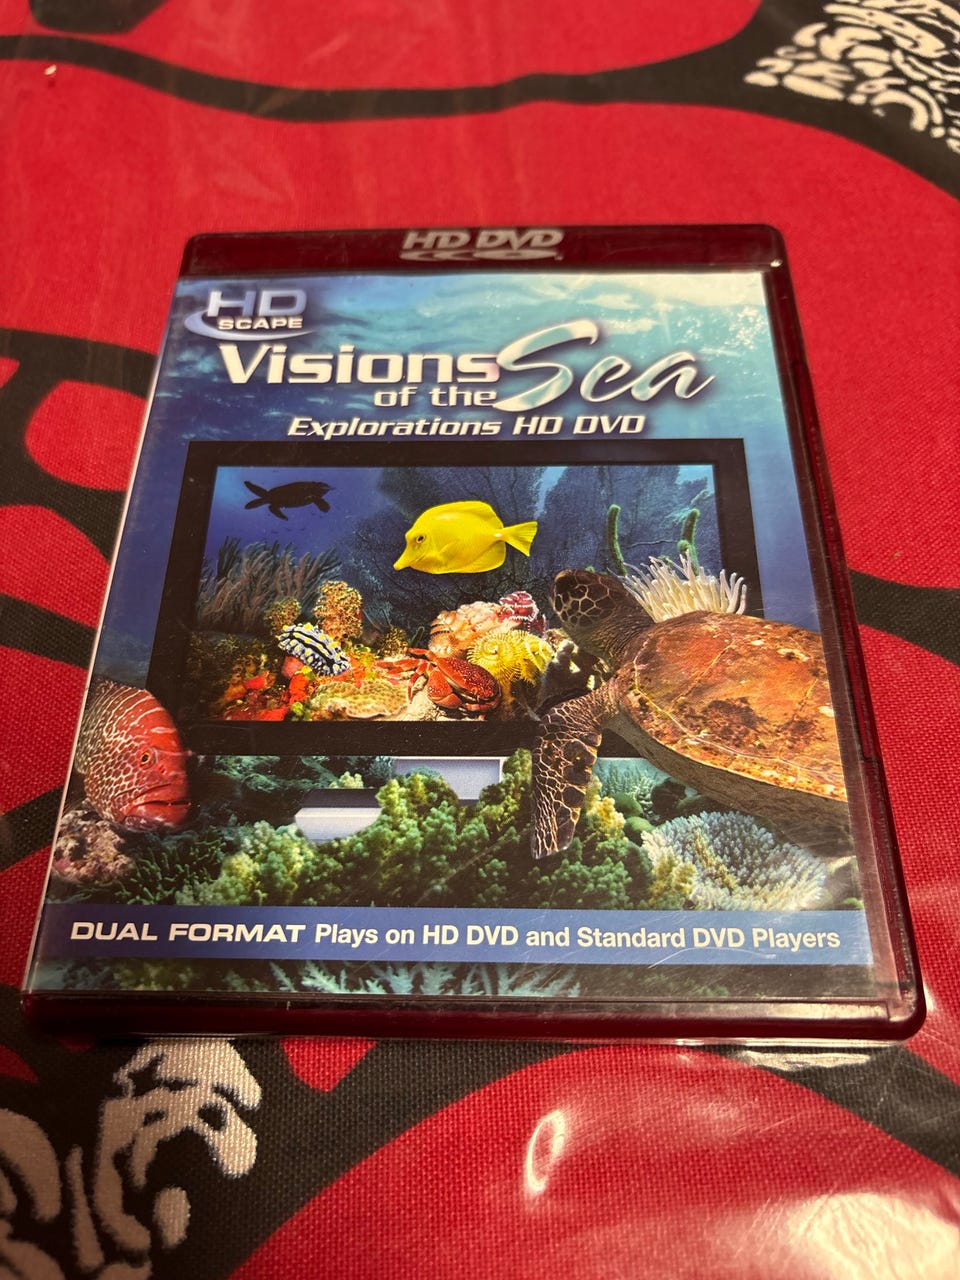 HD DVD
HD
SCAPE
Visions Sea
of the
Explorations HD DVD
DUAL FORMAT Plays on HD DVD and Standard DVD Players